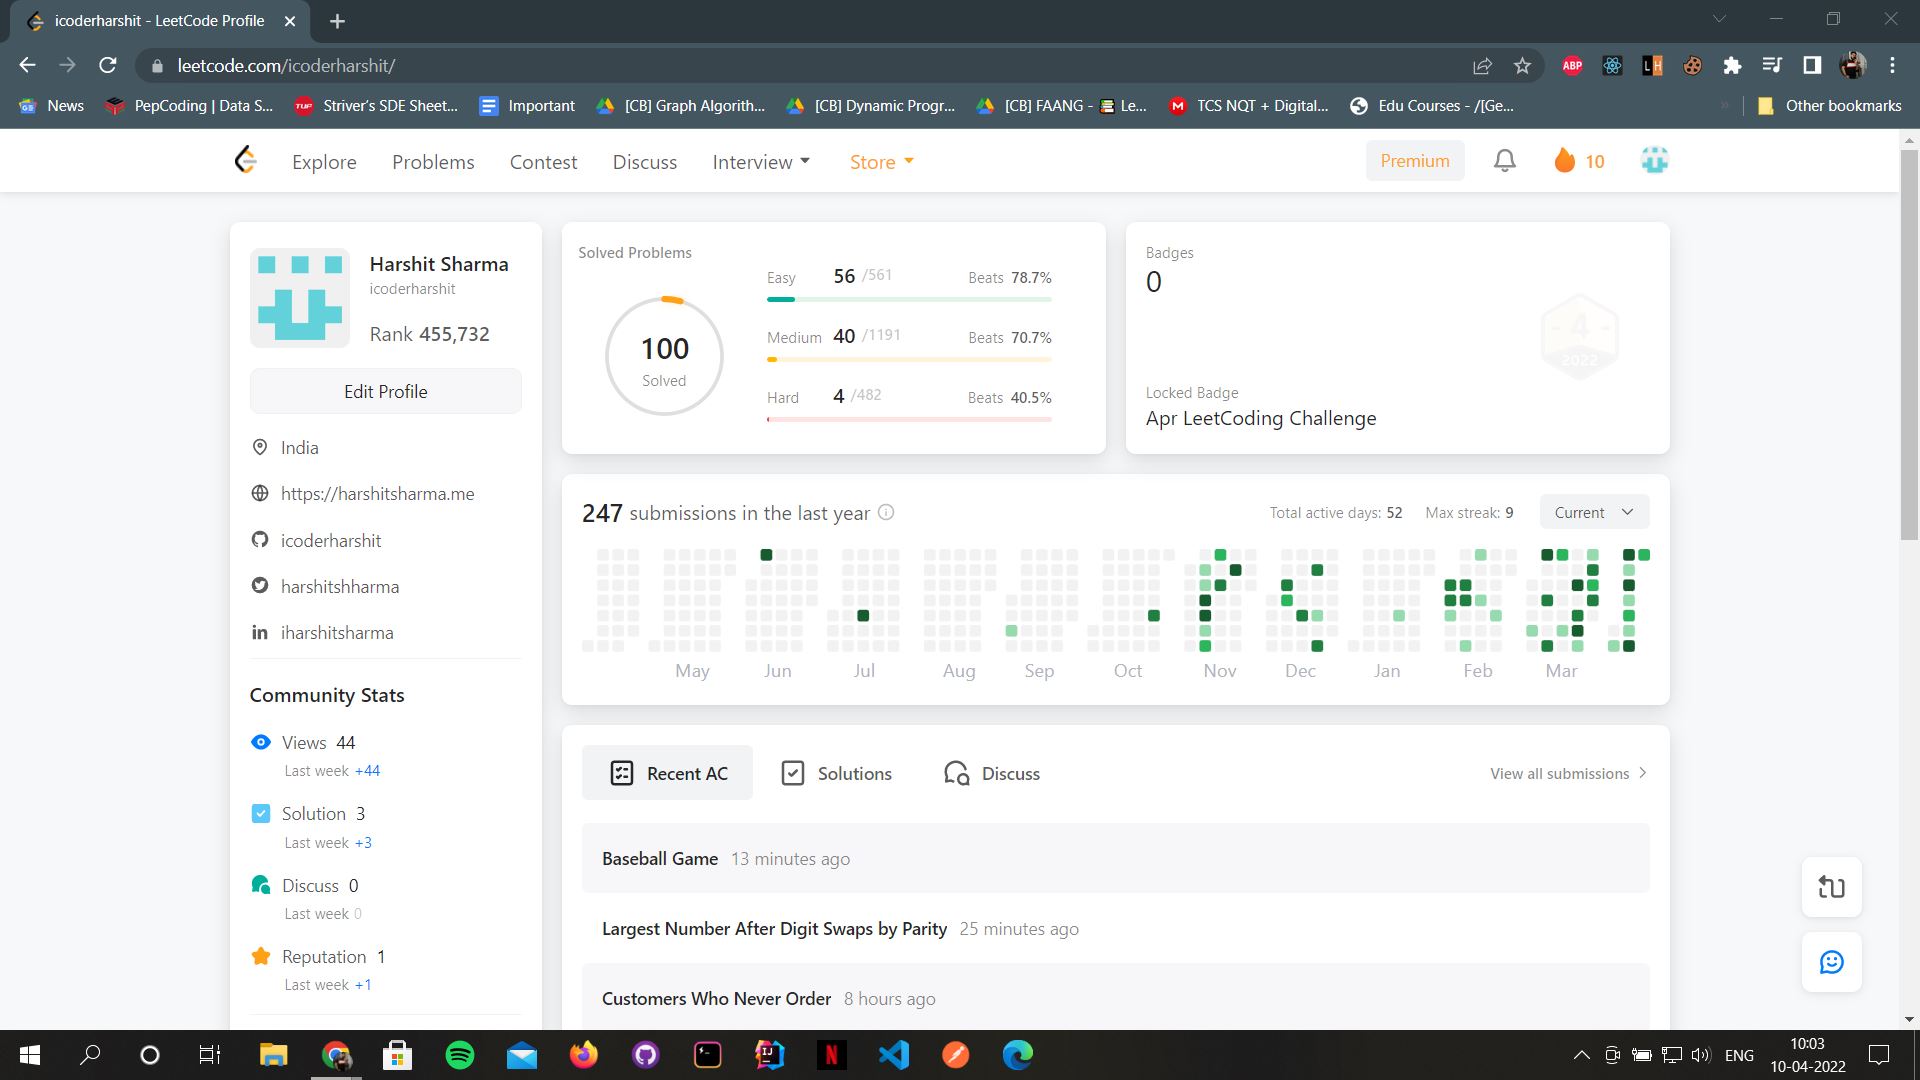 icoderharshit - LeetCode Profile
leetcode.com/icoderharshit/
ABP
LH
News
PepCoding | Data S...
TUF
Striver's SDE Sheet...
Important
[CB] Graph Algorith...
[CB] Dynamic Progr...
[CB] FAANG - Le...
M
TCS NQT + Digital...
Edu Courses - /[Ge...
Other bookmarks
Explore
Problems
Contest
Discuss
Interview
Store
Premium
10
Harshit Sharma
icoderharshit
Rank 455,732
Edit Profile
India
https://harshitsharma.me
icoderharshit
harshitshharma
iharshitsharma
Community Stats
Views 44
Last week +44
Solution 3
Last week +3
Discuss 0
Last week 0
Reputation 1
Last week +1
Solved Problems
100
Solved
Easy 56 /561 Beats 78.7%
Medium 40 /1191 Beats 70.7%
Hard 4 /482 Beats 40.5%
Badges
0
4
2022
Locked Badge
Apr LeetCoding Challenge
247 submissions in the last year
Total active days: 52
Max streak: 9
Current
May Jun Jul Aug Sep Oct Nov Dec Jan Feb Mar
Recent AC
Solutions
Discuss
View all submissions
Baseball Game 13 minutes ago
Largest Number After Digit Swaps by Parity 25 minutes ago
Customers Who Never Order 8 hours ago
IJ
N
ENG
10:03
10-04-2022